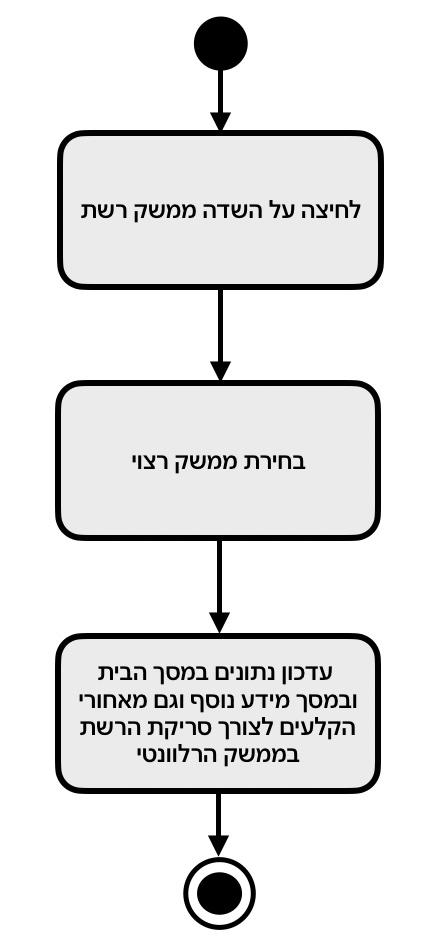 לחיצה על השדה ממשק רשת
בחירת ממשק רצוי
עדכון נתונים במסך הבית
ובמסך מידע נוסף וגם מאחורי
הקלעים לצורך סריקת הרשת
בממשק הרלוונטי